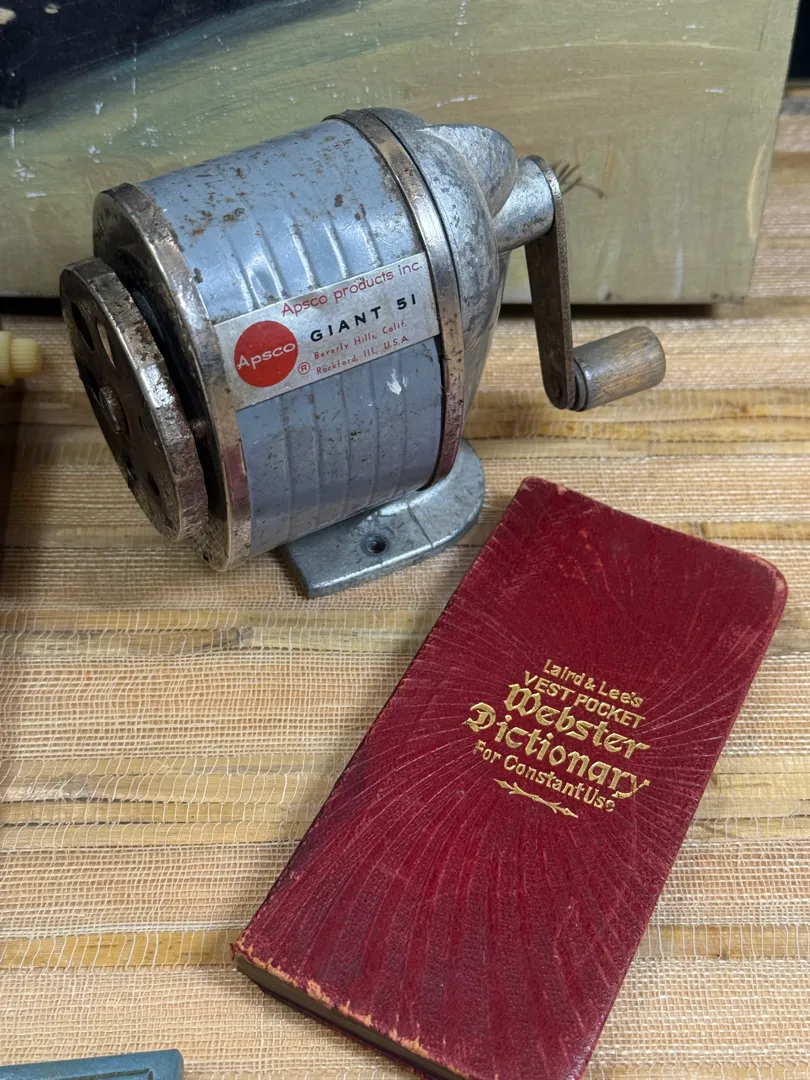 Apsco products inc.
Apsco
GIANT 51
®
Beverly Hills, Calif.
Rockford, Ill., U.S.A.
Laird & Lee's
VEST POCKET
Webster
Dictionary
For Constant Use